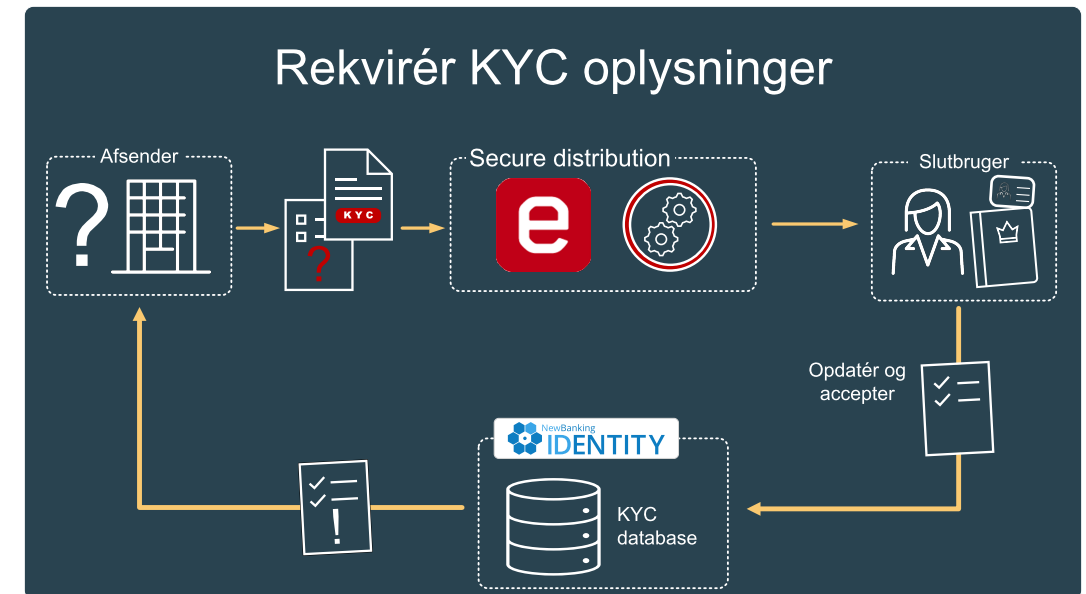 Rekvirér KYC oplysninger
Afsender
?
KYC
?
Secure distribution
e
Slutbruger
Opdatér og
accepter
NewBanking
IDENTITY
KYC
database
!